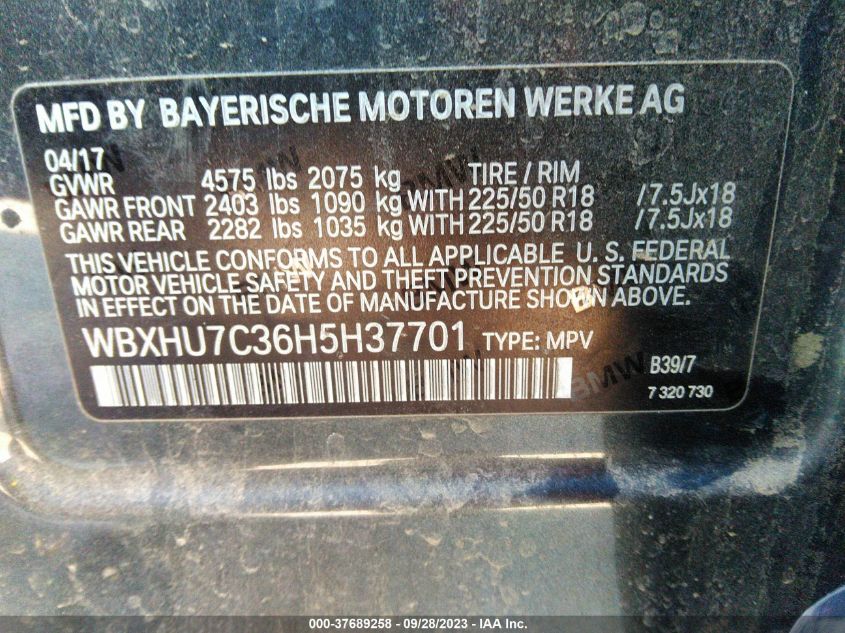 MFD BY BAYERISCHE MOTOREN WERKE AG
04/17
GVWR 4575 lbs 2075 kg TIRE / RIM
GAWR FRONT 2403 lbs 1090 kg WITH 225/50 R18 /7.5Jx18
GAWR REAR 2282 lbs 1035 kg WITH 225/50 R18 /7.5Jx18
THIS VEHICLE CONFORMS TO ALL APPLICABLE U. S. FEDERAL
MOTOR VEHICLE SAFETY AND THEFT PREVENTION STANDARDS
IN EFFECT ON THE DATE OF MANUFACTURE SHOWN ABOVE.
WBXHU7C36H5H37701 TYPE: MPV
B39/7
7 320 730
BMW
000-37689258 - 09/28/2023 - IAA Inc.